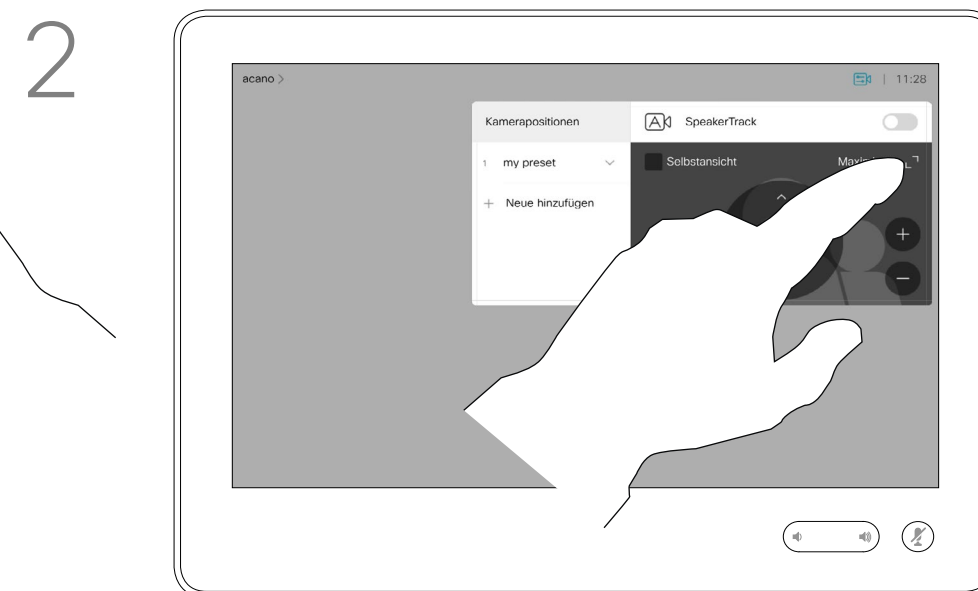 2
acano >
11:28
Kamerapositionen
SpeakerTrack
1 my preset
Selbstansicht
+ Neue hinzufügen